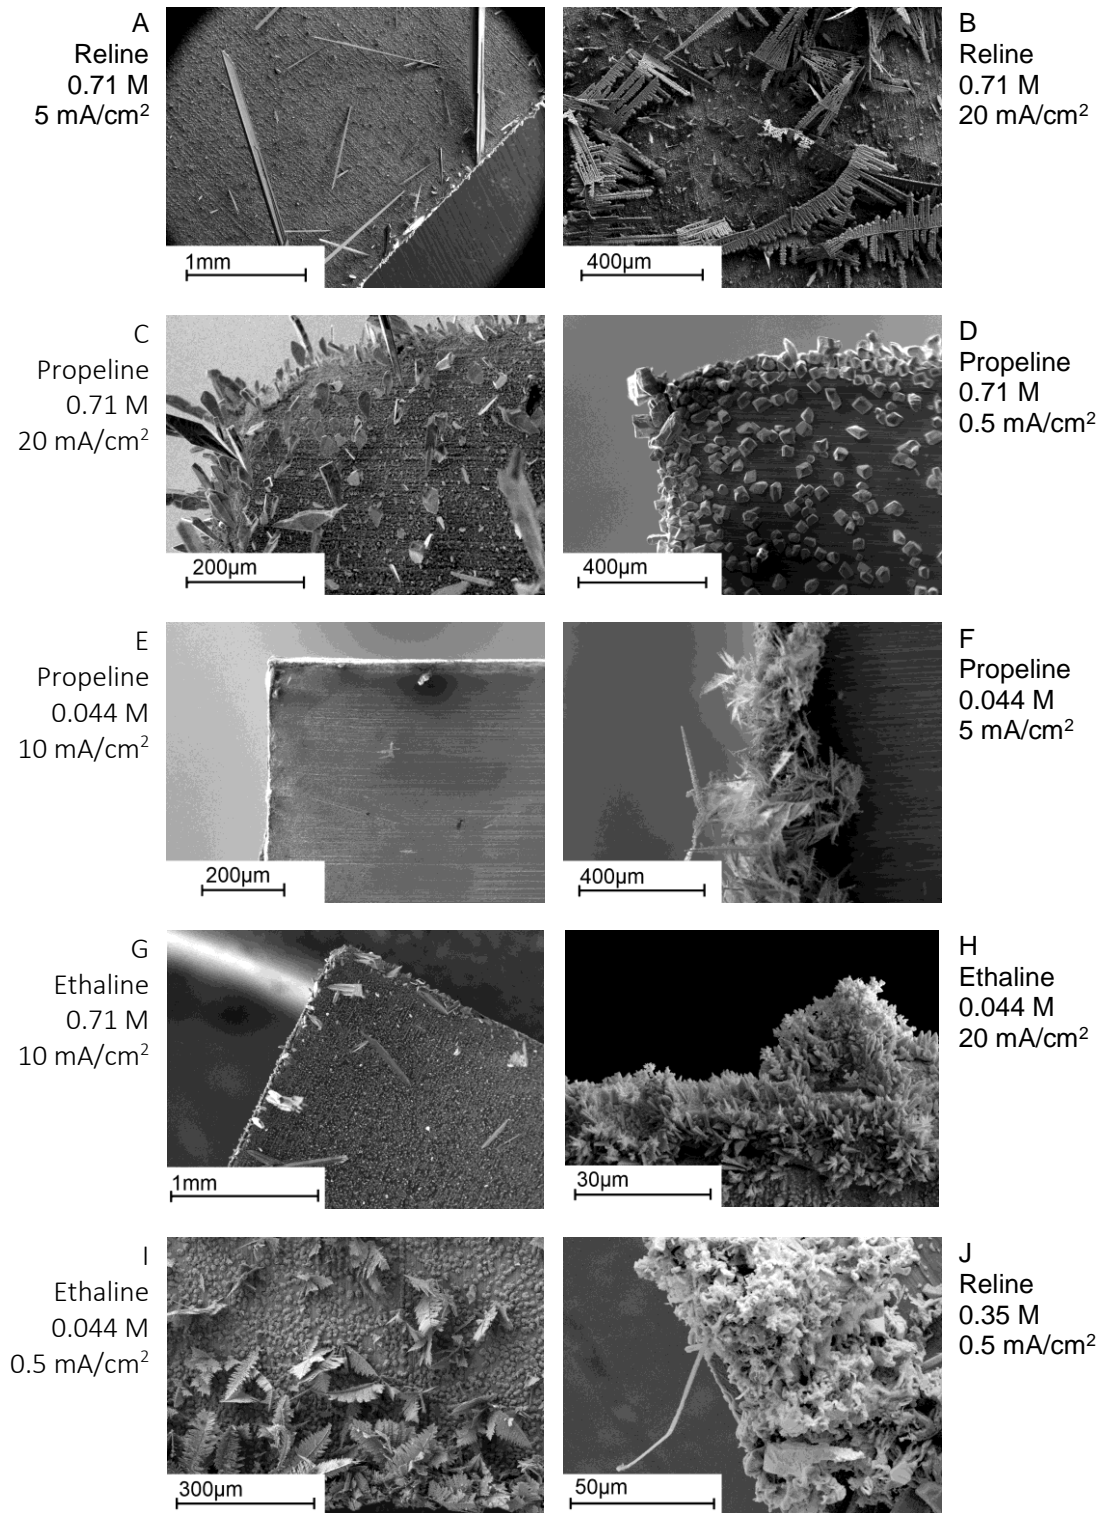 A
Reline
0.71 M
5 mA/cm²
1mm
400µm
B
Reline
0.71 M
20 mA/cm²
C
Propeline
0.71 M
20 mA/cm²
200µm
400µm
D
Propeline
0.71 M
0.5 mA/cm²
E
Propeline
0.044 M
10 mA/cm²
200µm
400µm
F
Propeline
0.044 M
5 mA/cm²
G
Ethaline
0.71 M
10 mA/cm²
1mm
30µm
H
Ethaline
0.044 M
20 mA/cm²
I
Ethaline
0.044 M
0.5 mA/cm²
300µm
50µm
J
Reline
0.35 M
0.5 mA/cm²